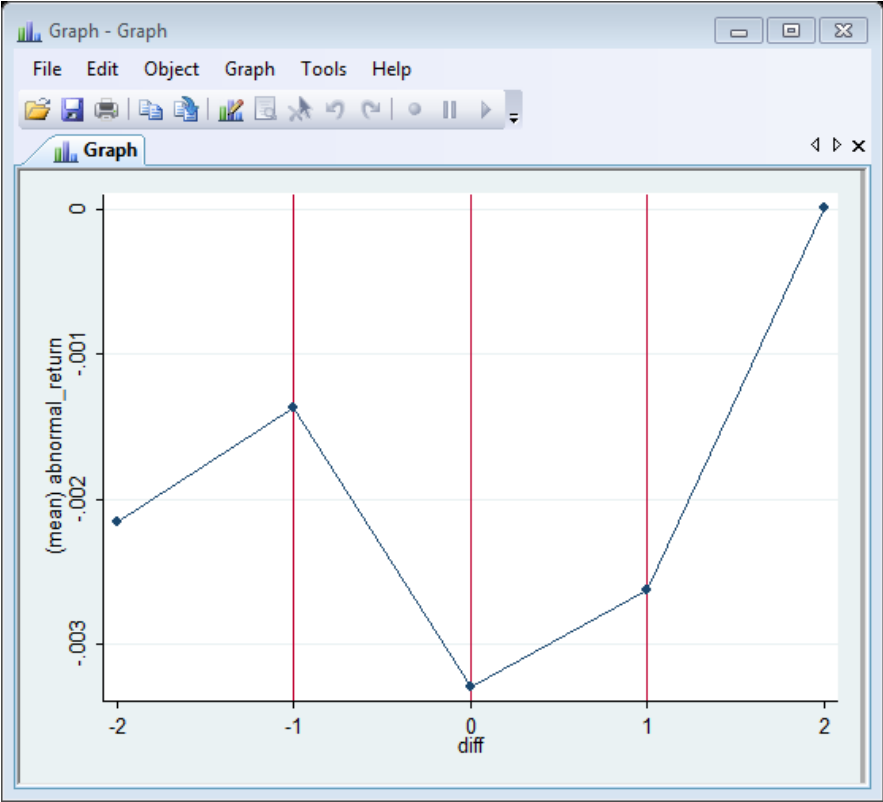 Graph - Graph
File Edit Object Graph Tools Help
Graph
(mean) abnormal_return
0
-.001
-.002
-.003
-2 -1 0 1 2
diff